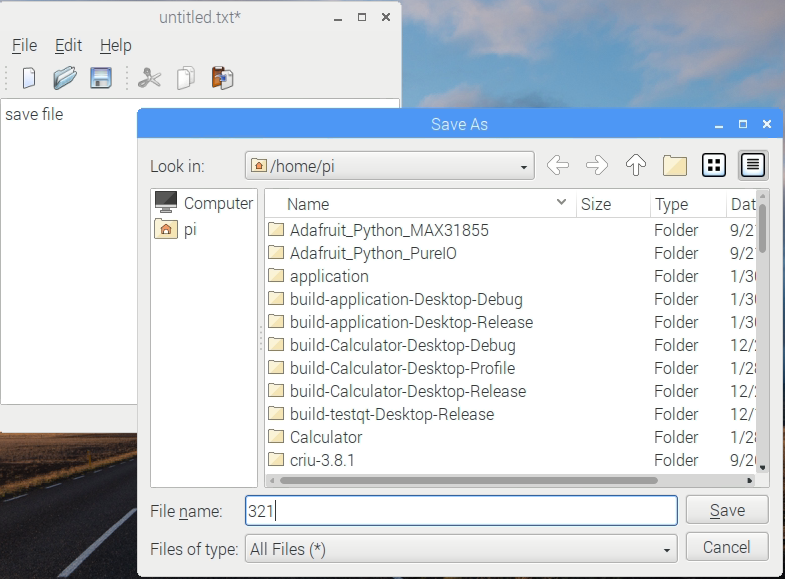 untitled.txt*
File Edit Help
save file
Save As
Look in: /home/pi
Computer
pi
Name Size Type Dat
Adafruit_Python_MAX31855 Folder 9/2
Adafruit_Python_PureIO Folder 9/2
application Folder 1/3
build-application-Desktop-Debug Folder 1/3
build-application-Desktop-Release Folder 1/3
build-Calculator-Desktop-Debug Folder 12/
build-Calculator-Desktop-Profile Folder 1/2
build-Calculator-Desktop-Release Folder 12/
build-testqt-Desktop-Release Folder 12/
Calculator Folder 1/2
criu-3.8.1 Folder 9/2
File name: 321 Save
Files of type: All Files (*) Cancel